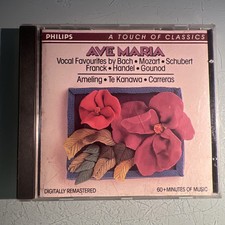 PHILIPS
A TOUCH OF CLASSICS
AVE MARIA
Vocal Favourites by Bach • Mozart • Schubert
Franck • Handel • Gounod
Ameling • Te Kanawa • Carreras
DIGITALLY REMASTERED
60+ MINUTES OF MUSIC